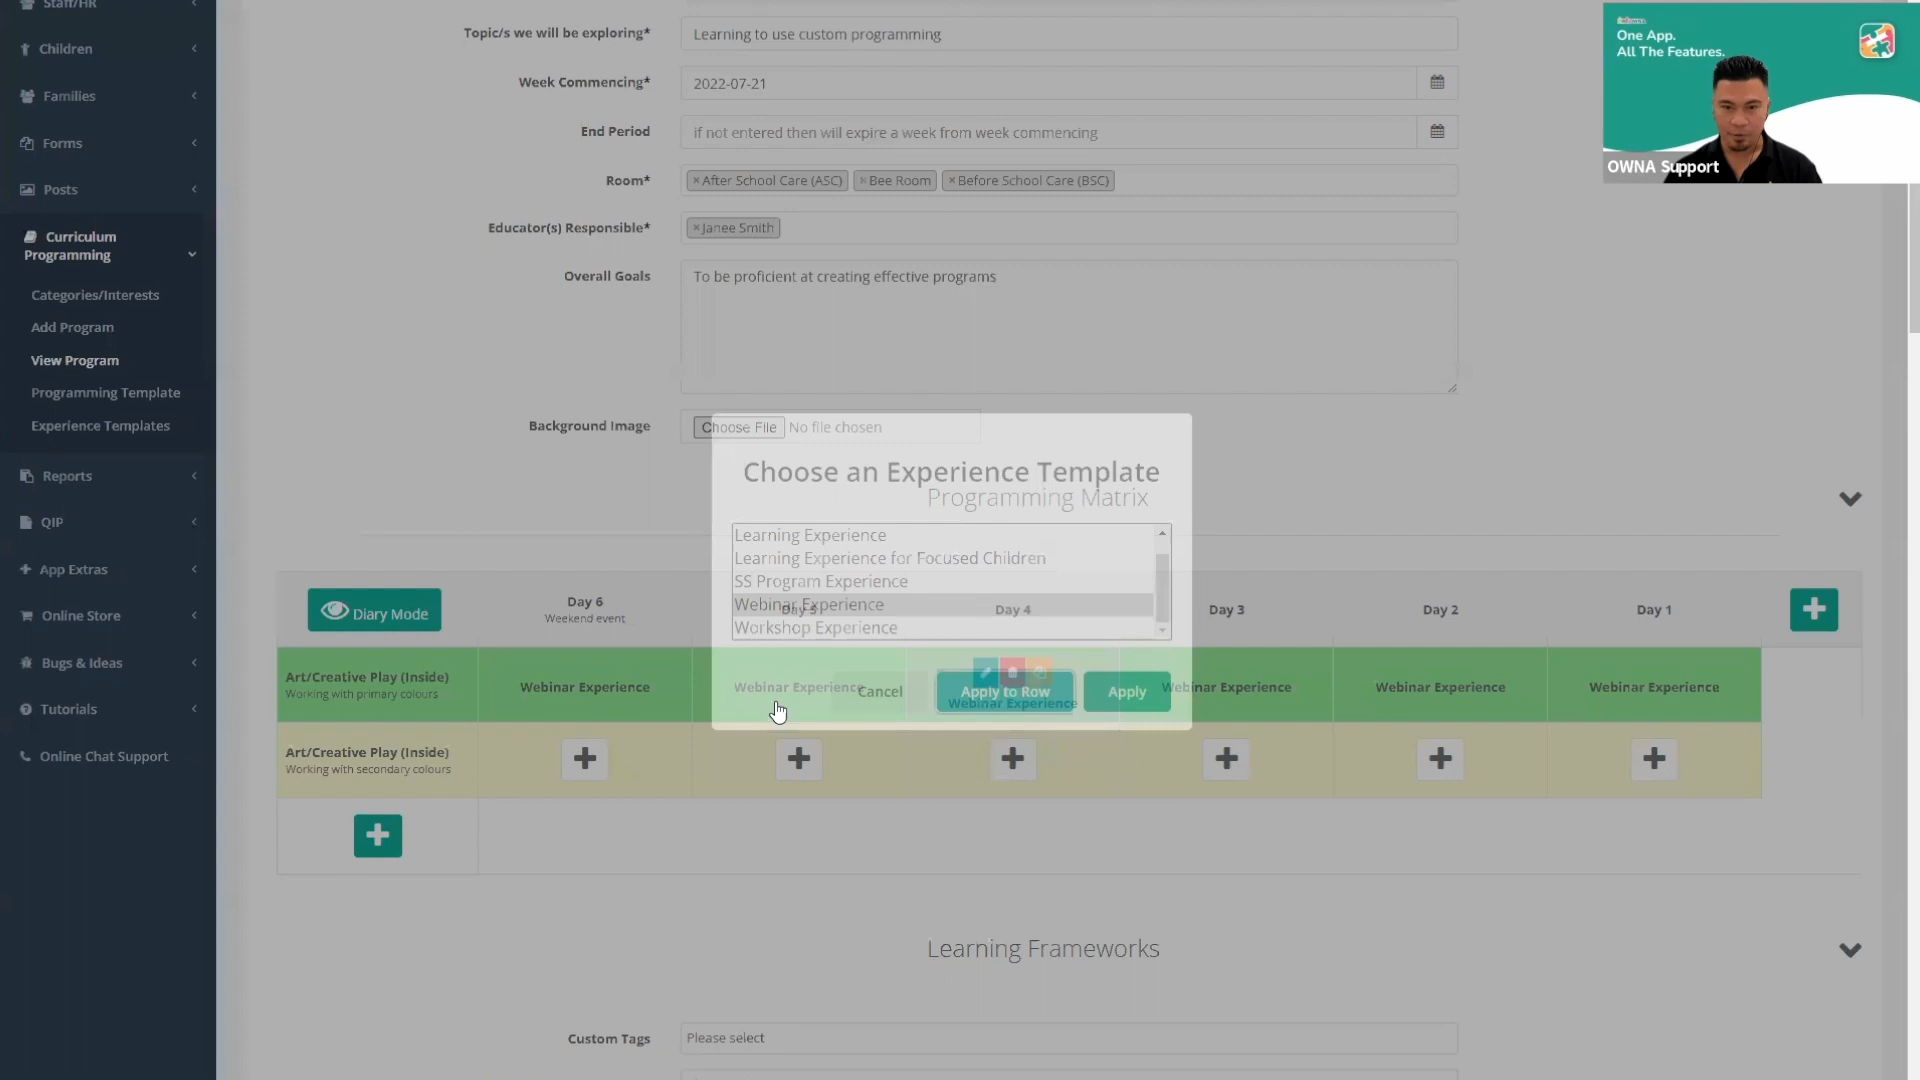 Staff/HR
Children
Families
Forms
Posts
Curriculum
Programming
Categories/Interests
Add Program
View Program
Programming Template
Experience Templates
Reports
QIP
App Extras
Online Store
Bugs & Ideas
Tutorials
Online Chat Support
Topic/s we will be exploring* Learning to use custom programming
Week Commencing* 2022-07-21
End Period if not entered then will expire a week from week commencing
Room* ×After School Care (ASC) ×Bee Room ×Before School Care (BSC)
Educator(s) Responsible* ×Janee Smith
Overall Goals To be proficient at creating effective programs
Background Image Choose File No file chosen
Choose an Experience Template
Programming Matrix
Learning Experience
Learning Experience for Focused Children
SS Program Experience
Webinar Experience
Workshop Experience
Cancel Apply to Row Apply
Diary Mode Day 6 Day 5 Day 4 Day 3 Day 2 Day 1
Weekend event
Art/Creative Play (Inside)
Working with primary colours
Webinar Experience Webinar Experience Webinar Experience Webinar Experience Webinar Experience Webinar Experience
Art/Creative Play (Inside)
Working with secondary colours
Learning Frameworks
Custom Tags Please select
OWNA
One App.
All The Features.
OWNA Support